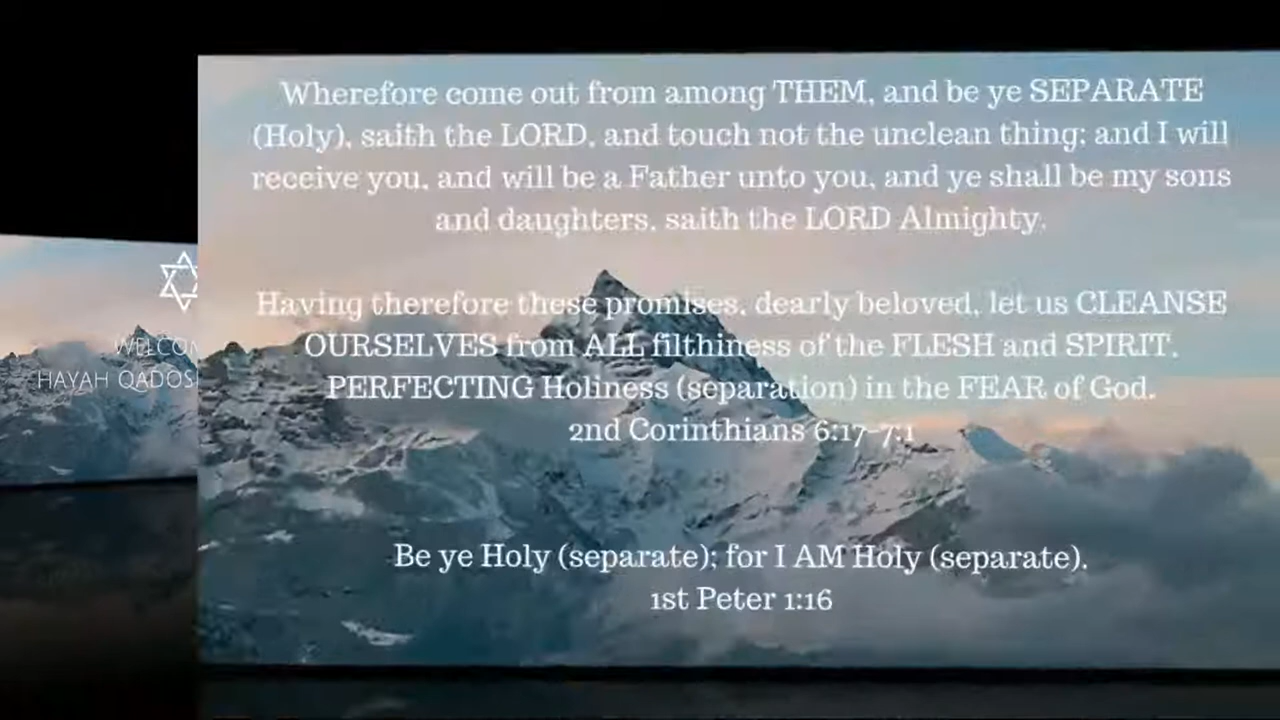 Wherefore come out from among THEM, and be ye SEPARATE
(Holy), saith the LORD, and touch not the unclean thing; and I will
receive you, and will be a Father unto you, and ye shall be my sons
and daughters, saith the LORD Almighty.
Having therefore these promises, dearly beloved, let us CLEANSE
OURSELVES from ALL filthiness of the FLESH and SPIRIT,
PERFECTING Holiness (separation) in the FEAR of God.
2nd Corinthians 6:17-7:1
Be ye Holy (separate); for I AM Holy (separate).
1st Peter 1:16
WELCOM
HAYAH QADOS